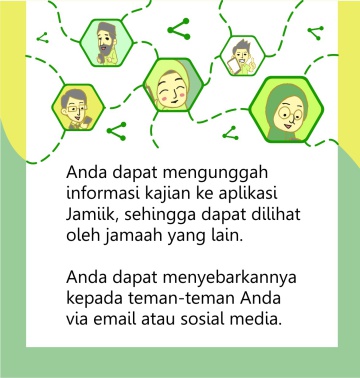 Anda dapat mengunggah
informasi kajian ke aplikasi
Jamiik, sehingga dapat dilihat
oleh jamaah yang lain.
Anda dapat menyebarkannya
kepada teman-teman Anda
via email atau sosial media.